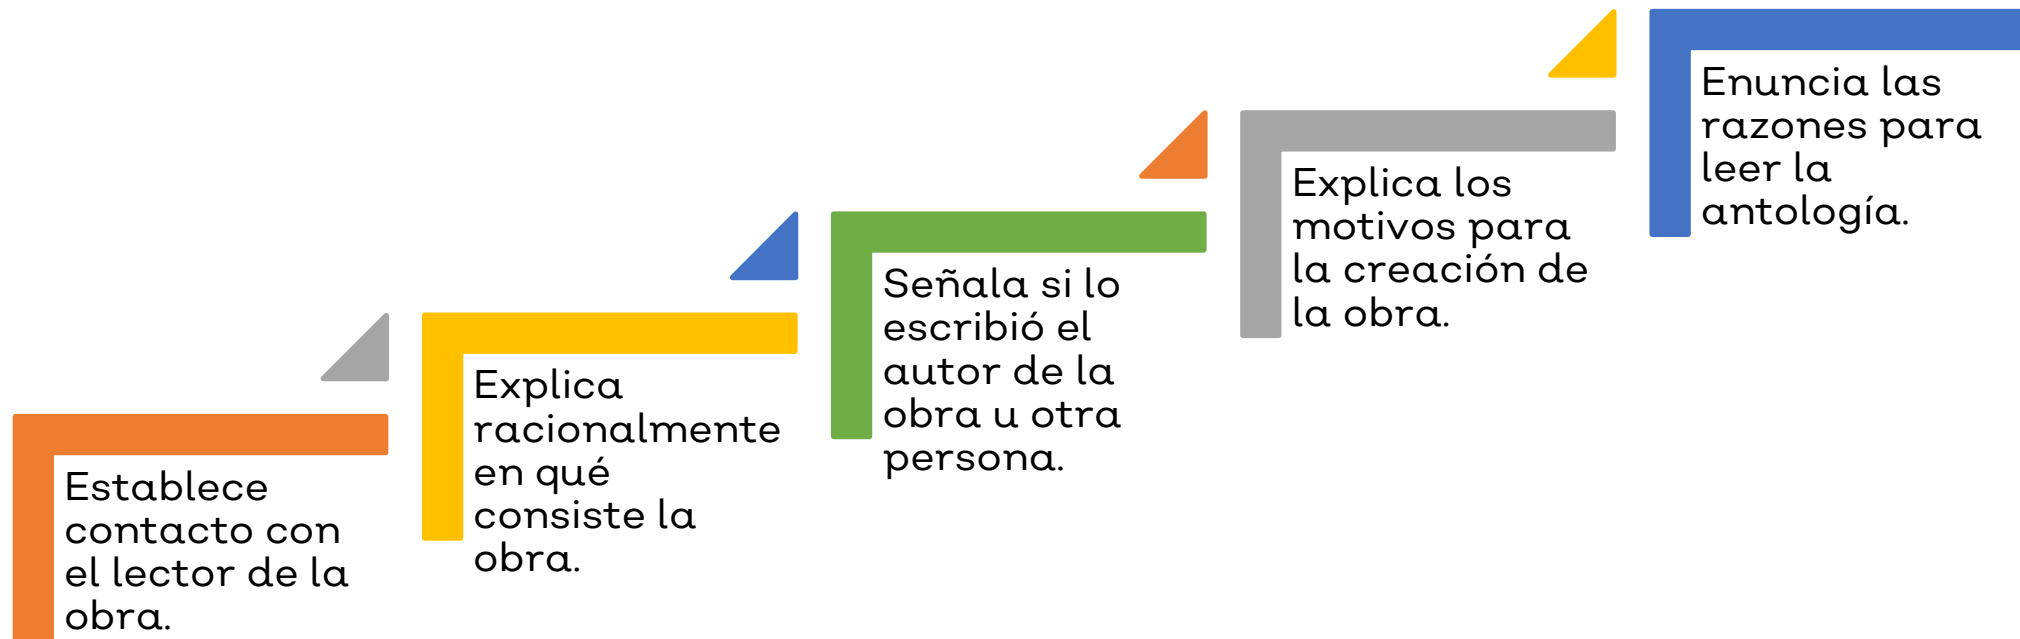 Establece
contacto con
el lector de la
obra.
Explica
racionalmente
en qué
consiste la
obra.
Señala si lo
escribió el
autor de la
obra u otra
persona.
Explica los
motivos para
la creación de
la obra.
Enuncia las
razones para
leer la
antología.